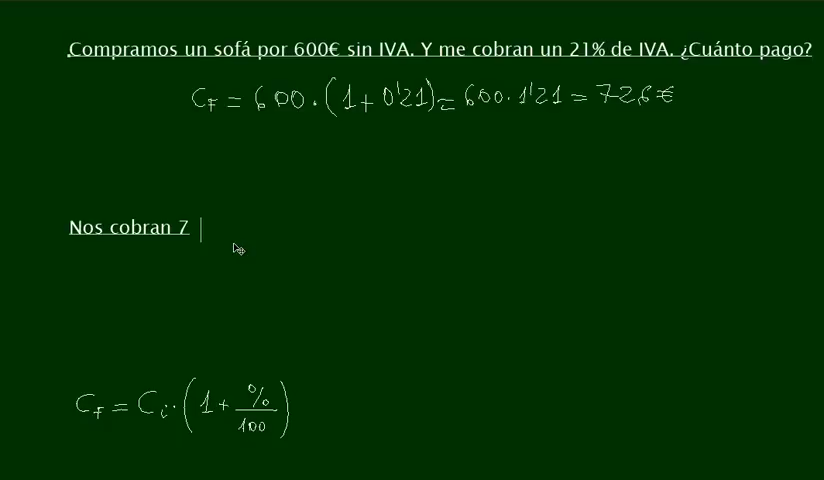 Compramos un sofá por 600€ sin IVA. Y me cobran un 21% de IVA. ¿Cuánto pago?
CF = 600 · (1 + 0'21) = 600 · 1'21 = 726€
Nos cobran 7
CF = Ci · (1 + %/100)